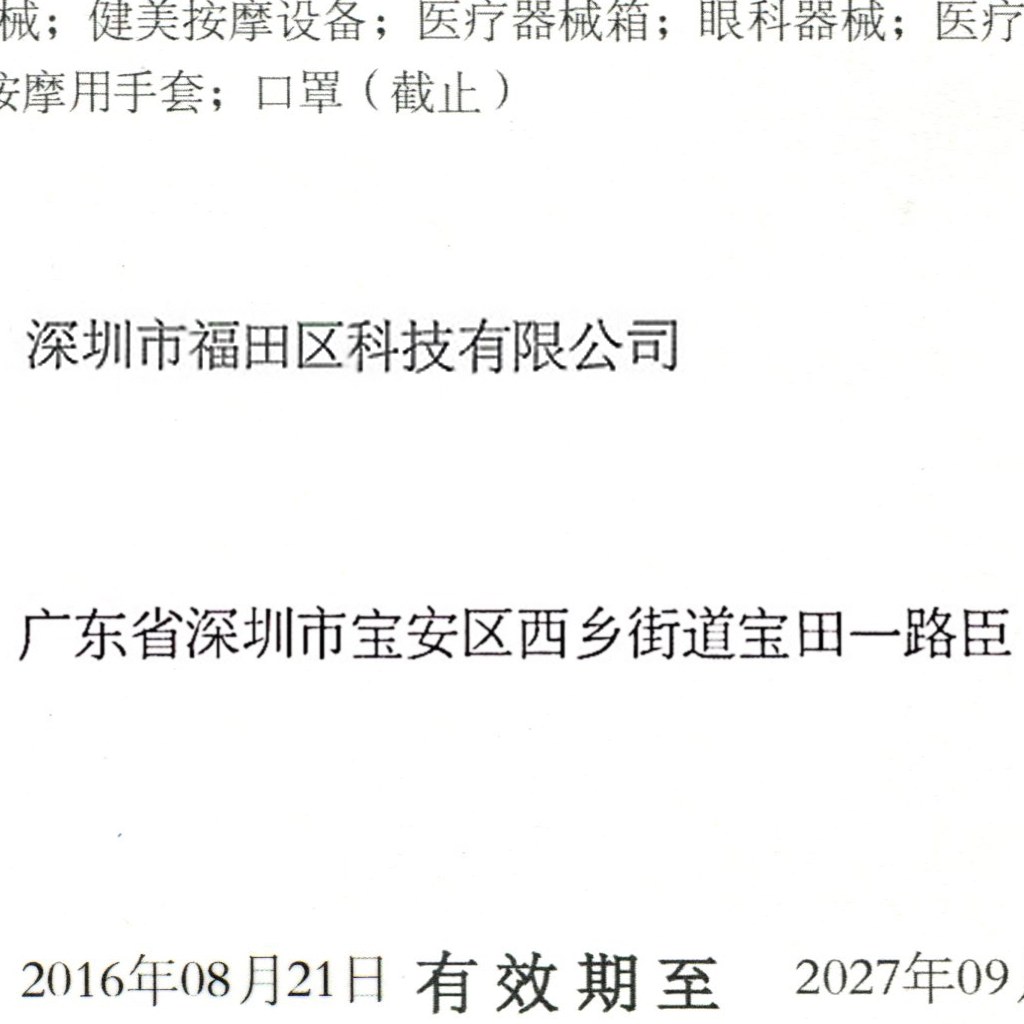 械；健美按摩设备；医疗器械箱；眼科器械；医疗
按摩用手套；口罩（截止）
深圳市福田区科技有限公司
广东省深圳市宝安区西乡街道宝田一路臣
2016年08月21日 有效期至 2027年09